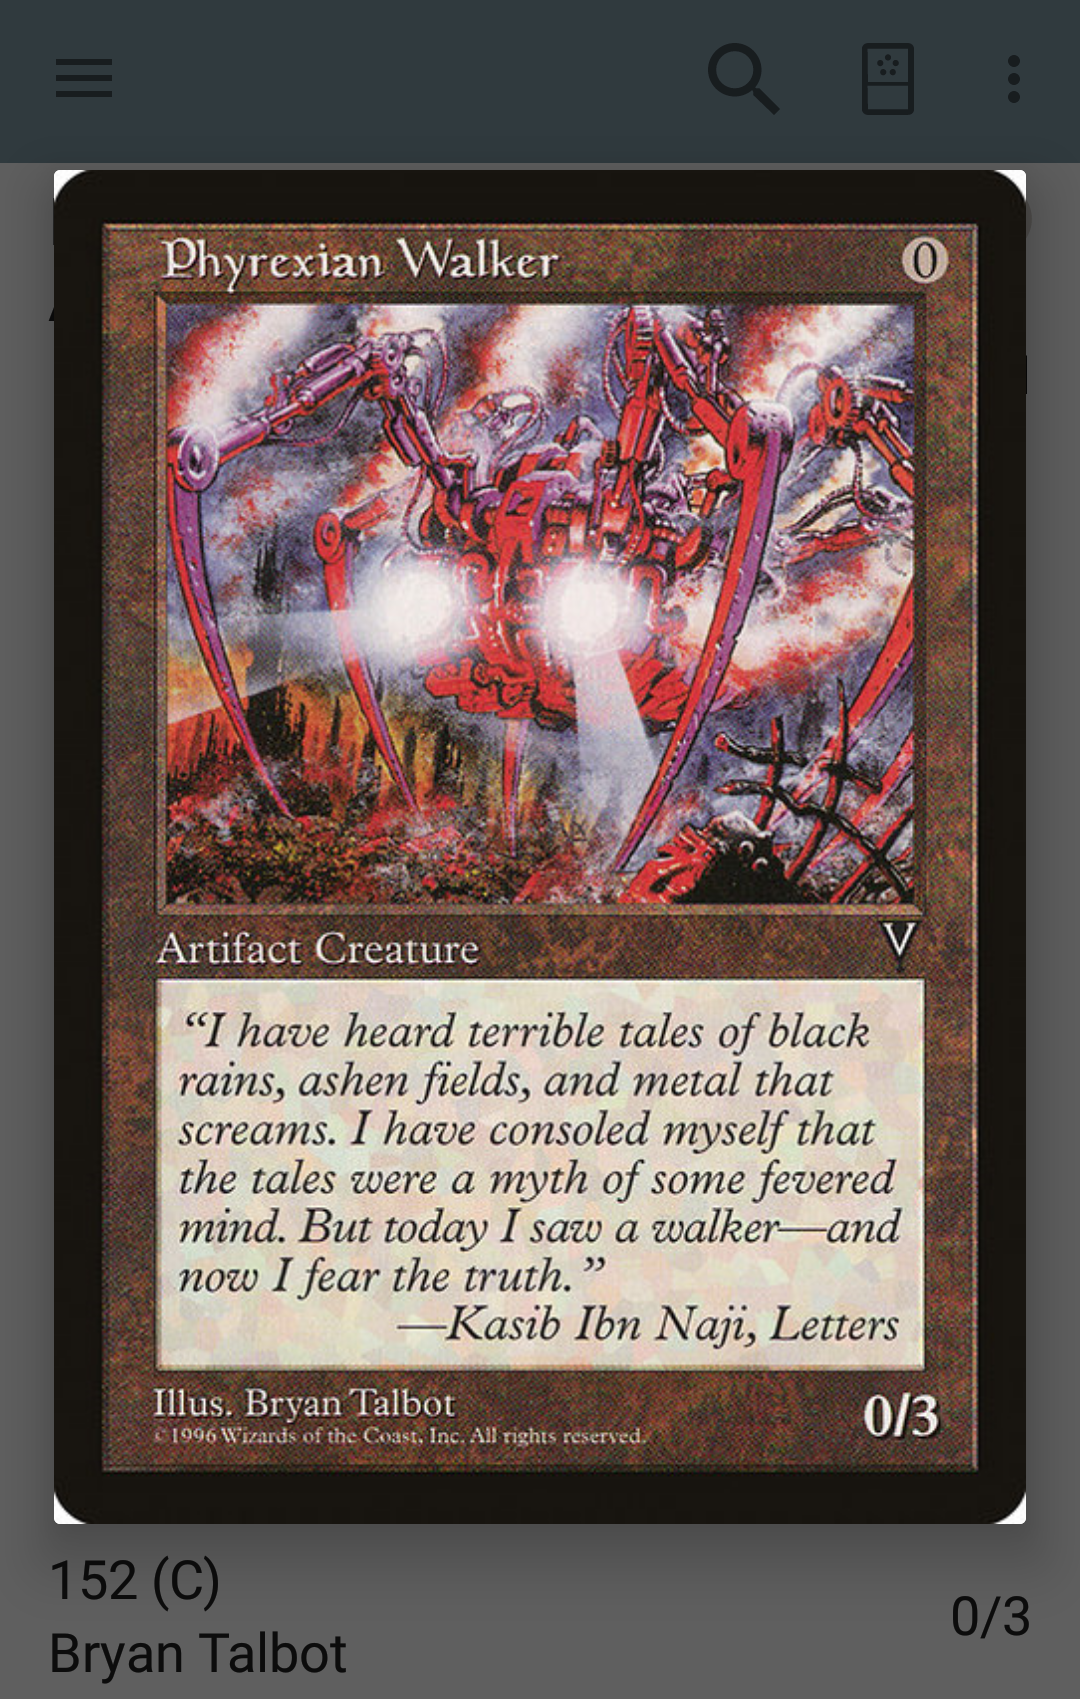 Phyrexian Walker
0
Artifact Creature
V
“I have heard terrible tales of black
rains, ashen fields, and metal that
screams. I have consoled myself that
the tales were a myth of some fevered
mind. But today I saw a walker—and
now I fear the truth.”
—Kasib Ibn Naji, Letters
Illus. Bryan Talbot
0/3
©1996 Wizards of the Coast, Inc. All rights reserved.
152 (C)
0/3
Bryan Talbot